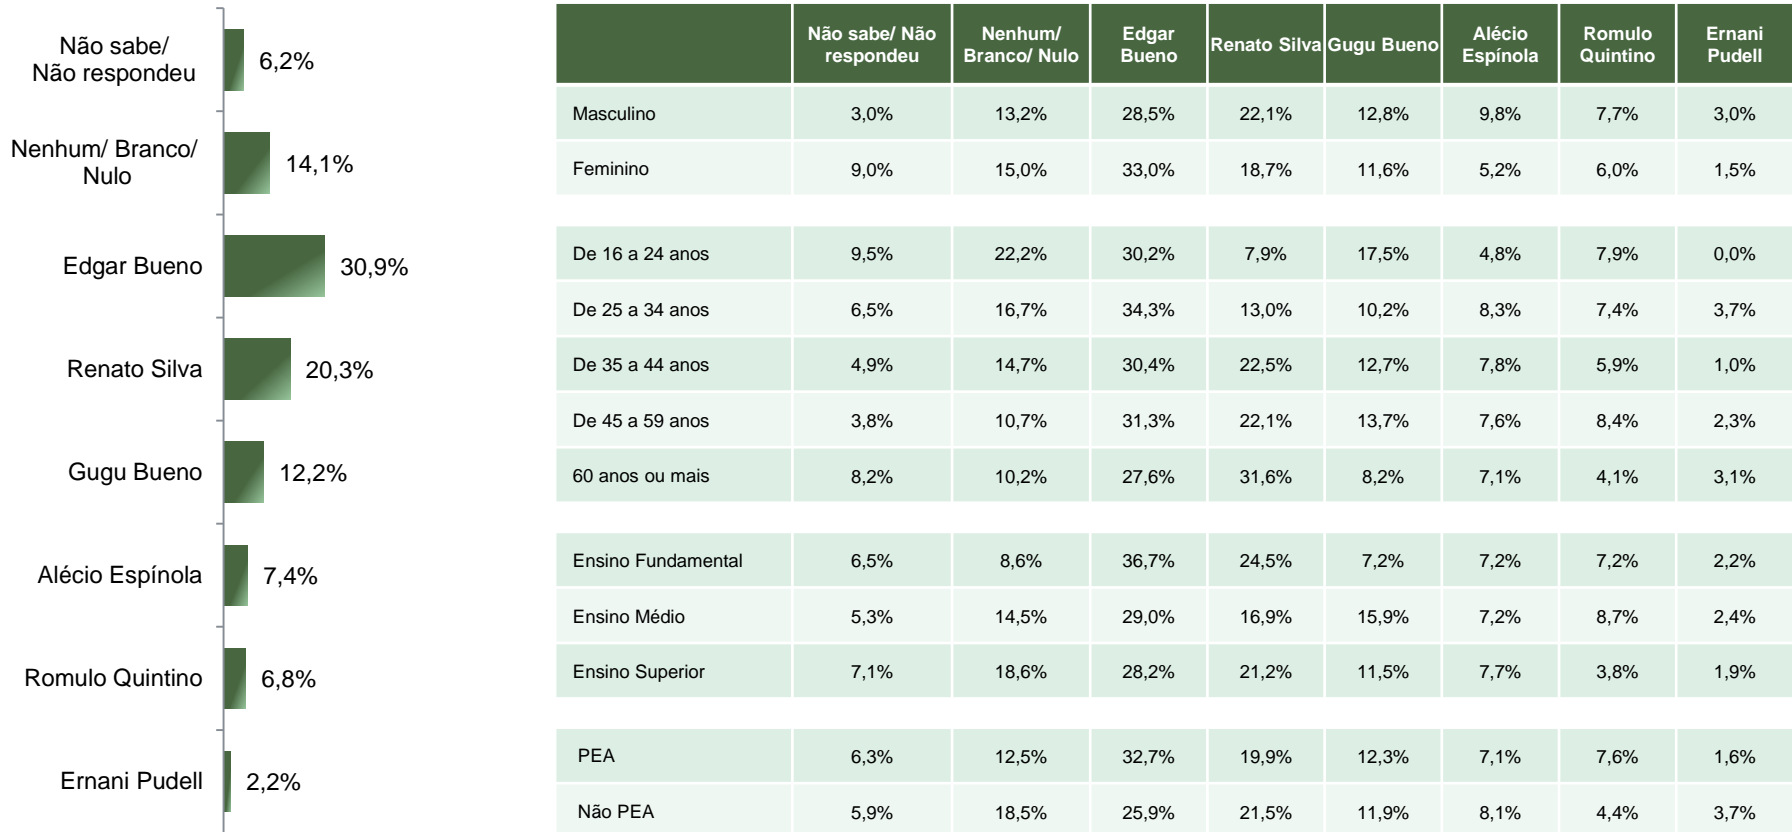 Não sabe/
Não respondeu
6,2%
Nenhum/ Branco/
Nulo
14,1%
Edgar Bueno
30,9%
Renato Silva
20,3%
Gugu Bueno
12,2%
Alécio Espínola
7,4%
Romulo Quintino
6,8%
Ernani Pudell
2,2%
Não sabe/ Não respondeu Nenhum/ Branco/ Nulo Edgar Bueno Renato Silva Gugu Bueno Alécio Espínola Romulo Quintino Ernani Pudell
Masculino 3,0% 13,2% 28,5% 22,1% 12,8% 9,8% 7,7% 3,0%
Feminino 9,0% 15,0% 33,0% 18,7% 11,6% 5,2% 6,0% 1,5%
De 16 a 24 anos 9,5% 22,2% 30,2% 7,9% 17,5% 4,8% 7,9% 0,0%
De 25 a 34 anos 6,5% 16,7% 34,3% 13,0% 10,2% 8,3% 7,4% 3,7%
De 35 a 44 anos 4,9% 14,7% 30,4% 22,5% 12,7% 7,8% 5,9% 1,0%
De 45 a 59 anos 3,8% 10,7% 31,3% 22,1% 13,7% 7,6% 8,4% 2,3%
60 anos ou mais 8,2% 10,2% 27,6% 31,6% 8,2% 7,1% 4,1% 3,1%
Ensino Fundamental 6,5% 8,6% 36,7% 24,5% 7,2% 7,2% 7,2% 2,2%
Ensino Médio 5,3% 14,5% 29,0% 16,9% 15,9% 7,2% 8,7% 2,4%
Ensino Superior 7,1% 18,6% 28,2% 21,2% 11,5% 7,7% 3,8% 1,9%
PEA 6,3% 12,5% 32,7% 19,9% 12,3% 7,1% 7,6% 1,6%
Não PEA 5,9% 18,5% 25,9% 21,5% 11,9% 8,1% 4,4% 3,7%